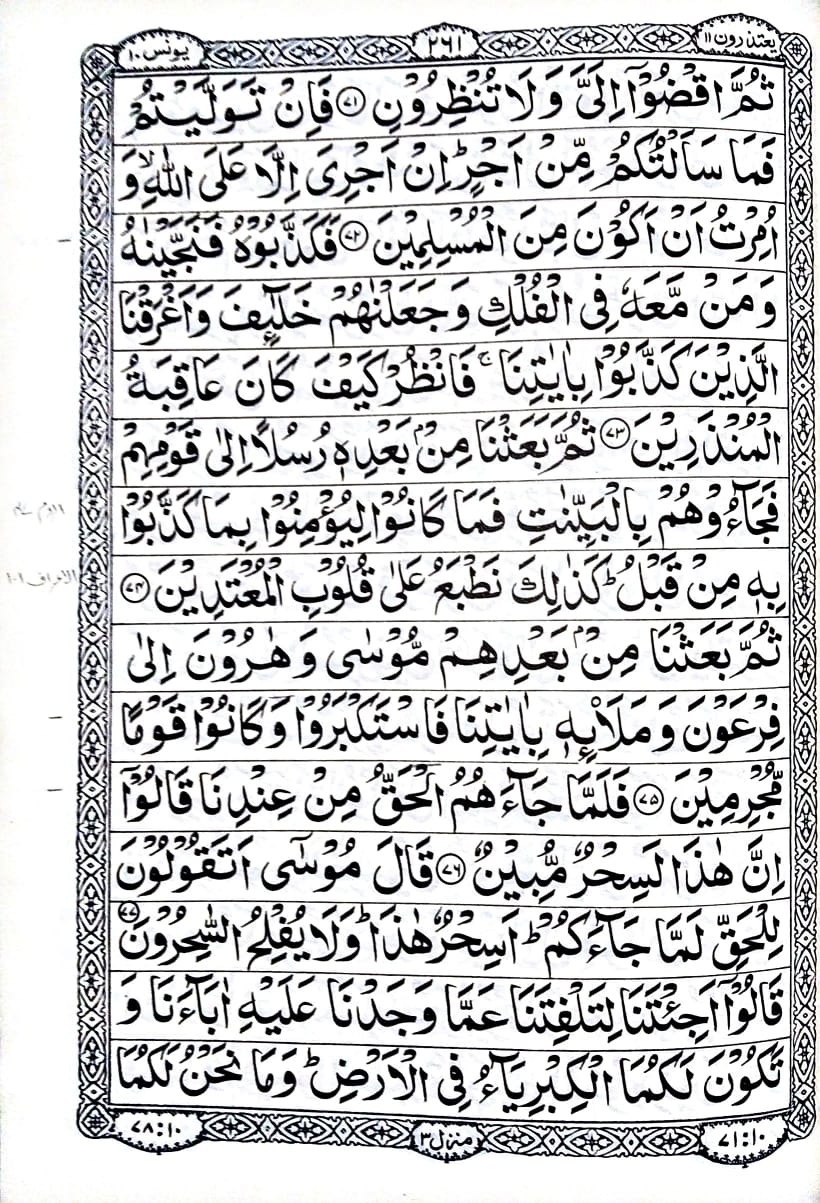 يعتذرون ١١
٢٦١
يونس ١٠
ثُمَّ اقْضُوْٓا اِلَيَّ وَ لَا تُنْظِرُوْنِ ٧١ فَاِنْ تَوَلَّيْتُمْ
فَمَا سَاَلْتُكُمْ مِّنْ اَجْرٍؕ اِنْ اَجْرِيَ اِلَّا عَلَى اللّٰهِۙ وَ
اُمِرْتُ اَنْ اَكُوْنَ مِنَ الْمُسْلِمِيْنَ ٧٢ فَكَذَّبُوْهُ فَنَجَّيْنٰهُ
وَ مَنْ مَّعَهٗ فِي الْفُلْكِ وَ جَعَلْنٰهُمْ خَلٰٓىِٕفَ وَ اَغْرَقْنَا
الَّذِيْنَ كَذَّبُوْا بِاٰيٰتِنَاۚ فَانْظُرْ كَيْفَ كَانَ عَاقِبَةُ
الْمُنْذَرِيْنَ ٧٣ ثُمَّ بَعَثْنَا مِنْۢ بَعْدِهٖ رُسُلًا اِلٰى قَوْمِهِمْ
فَجَآءُوْهُمْ بِالْبَيِّنٰتِ فَمَا كَانُوْا لِيُؤْمِنُوْا بِمَا كَذَّبُوْا
بِهٖ مِنْ قَبْلُؕ كَذٰلِكَ نَطْبَعُ عَلٰى قُلُوْبِ الْمُعْتَدِيْنَ ٧٤
ثُمَّ بَعَثْنَا مِنْۢ بَعْدِهِمْ مُّوْسٰى وَ هٰرُوْنَ اِلٰى
فِرْعَوْنَ وَ مَلَا۟ىِٕهٖ بِاٰيٰتِنَا فَاسْتَكْبَرُوْا وَ كَانُوْا قَوْمًا
مُّجْرِمِيْنَ ٧٥ فَلَمَّا جَآءَهُمُ الْحَقُّ مِنْ عِنْدِنَا قَالُوْٓا
اِنَّ هٰذَا لَسِحْرٌ مُّبِيْنٌ ٧٦ قَالَ مُوْسٰٓى اَتَقُوْلُوْنَ
لِلْحَقِّ لَمَّا جَآءَكُمْؕ اَسِحْرٌ هٰذَاؕ وَ لَا يُفْلِحُ السّٰحِرُوْنَ ٧٧
قَالُوْٓا اَجِئْتَنَا لِتَلْفِتَنَا عَمَّا وَجَدْنَا عَلَيْهِ اٰبَآءَنَا وَ
تَكُوْنَ لَكُمَا الْكِبْرِيَآءُ فِي الْاَرْضِؕ وَ مَا نَحْنُ لَكُمَا
الاعراف ١٠١
٧١:١٠
منزل ٣
٧٨:١٠